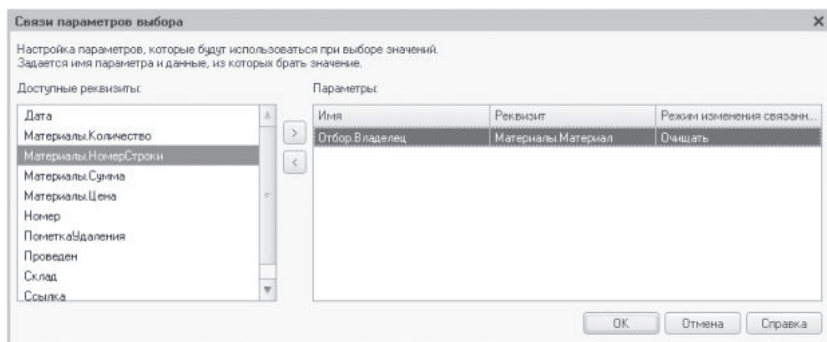 Связи параметров выбора
Настройка параметров, которые будут использоваться при выборе значений.
Задается имя параметра и данные, из которых брать значение.
Доступные реквизиты:
Дата
Материалы.Количество
Материалы.НомерСтроки
Материалы.Сумма
Материалы.Цена
Номер
ПометкаУдаления
Проведен
Склад
Ссылка
Параметры:
Имя Реквизит Режим изменения связанн...
Отбор.Владелец Материалы.Материал Очищать
ОК Отмена Справка